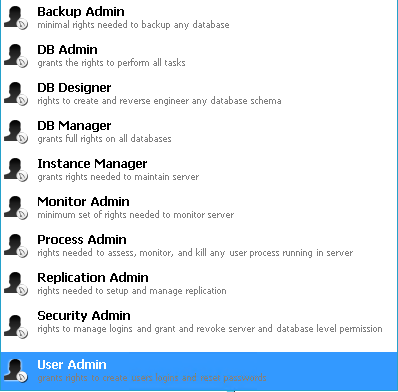 Backup Admin
minimal rights needed to backup any database
DB Admin
grants the rights to perform all tasks
DB Designer
rights to create and reverse engineer any database schema
DB Manager
grants full rights on all databases
Instance Manager
grants rights needed to maintain server
Monitor Admin
minimum set of rights needed to monitor server
Process Admin
rights needed to assess, monitor, and kill any user process running in server
Replication Admin
rights needed to setup and manage replication
Security Admin
rights to manage logins and grant and revoke server and database level permission
User Admin
grants rights to create users logins and reset passwords